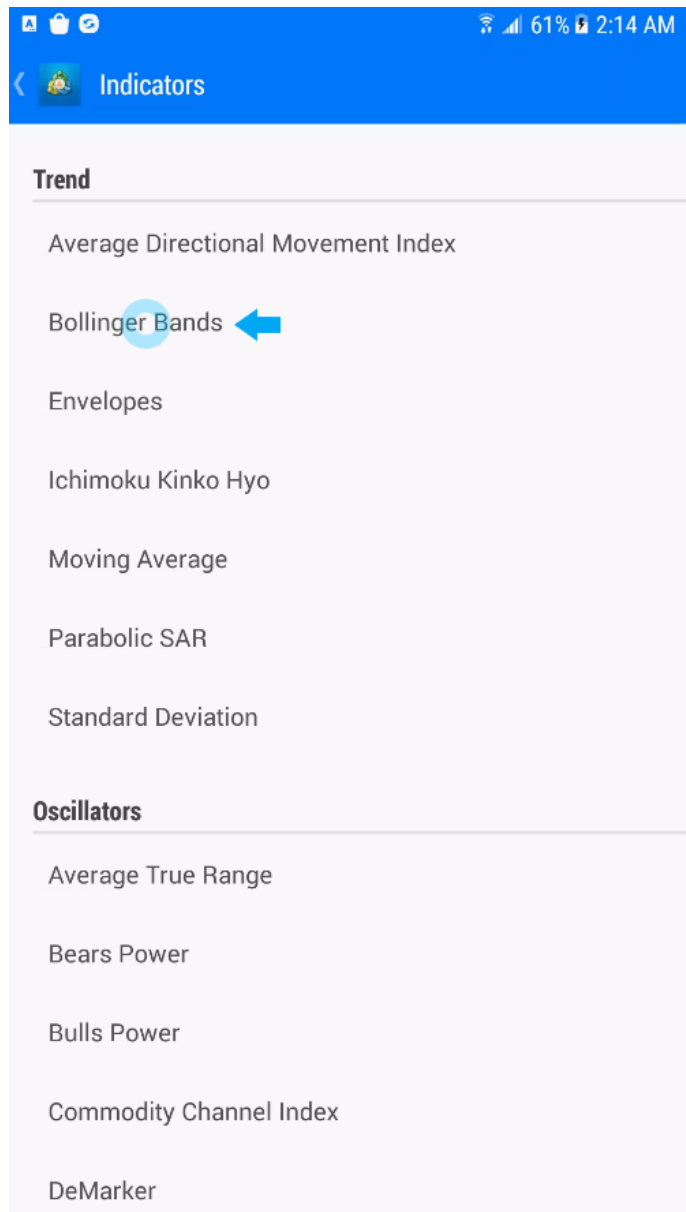 61% 2:14 AM
Indicators
Trend
Average Directional Movement Index
Bollinger Bands
Envelopes
Ichimoku Kinko Hyo
Moving Average
Parabolic SAR
Standard Deviation
Oscillators
Average True Range
Bears Power
Bulls Power
Commodity Channel Index
DeMarker